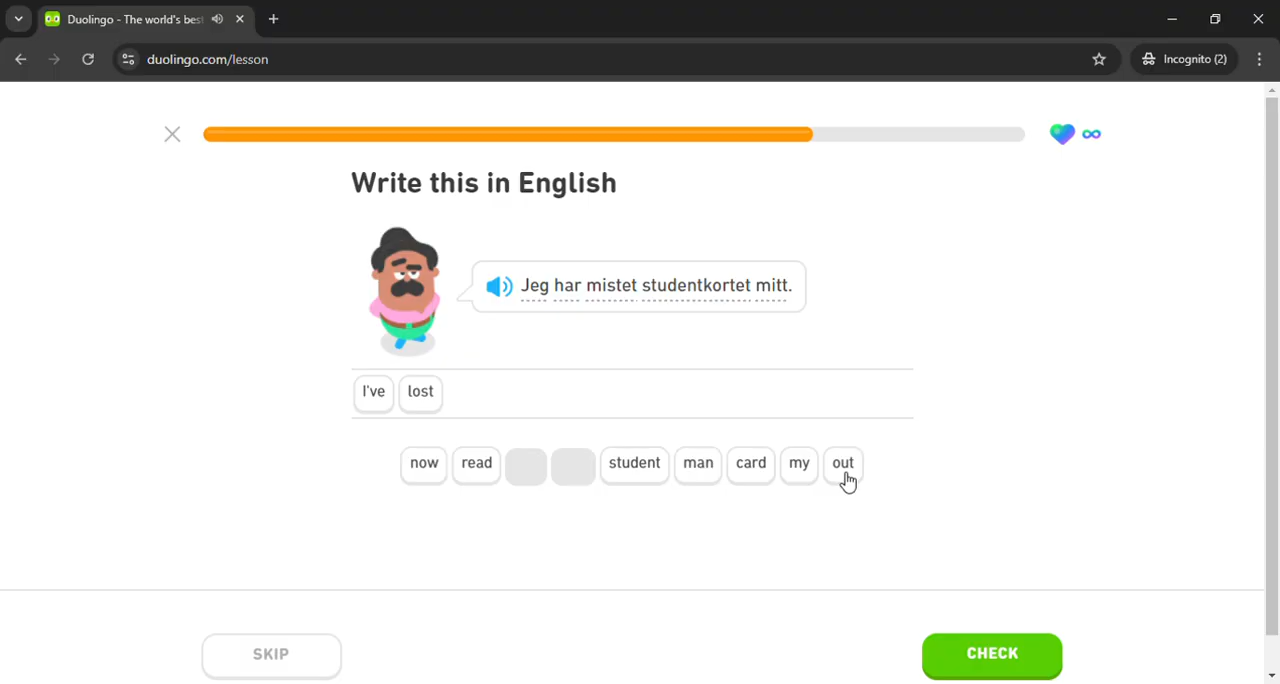 Duolingo - The world's bes
duolingo.com/lesson
Incognito (2)
Write this in English
Jeg har mistet studentkortet mitt.
I've lost
now read student man card my out
SKIP CHECK